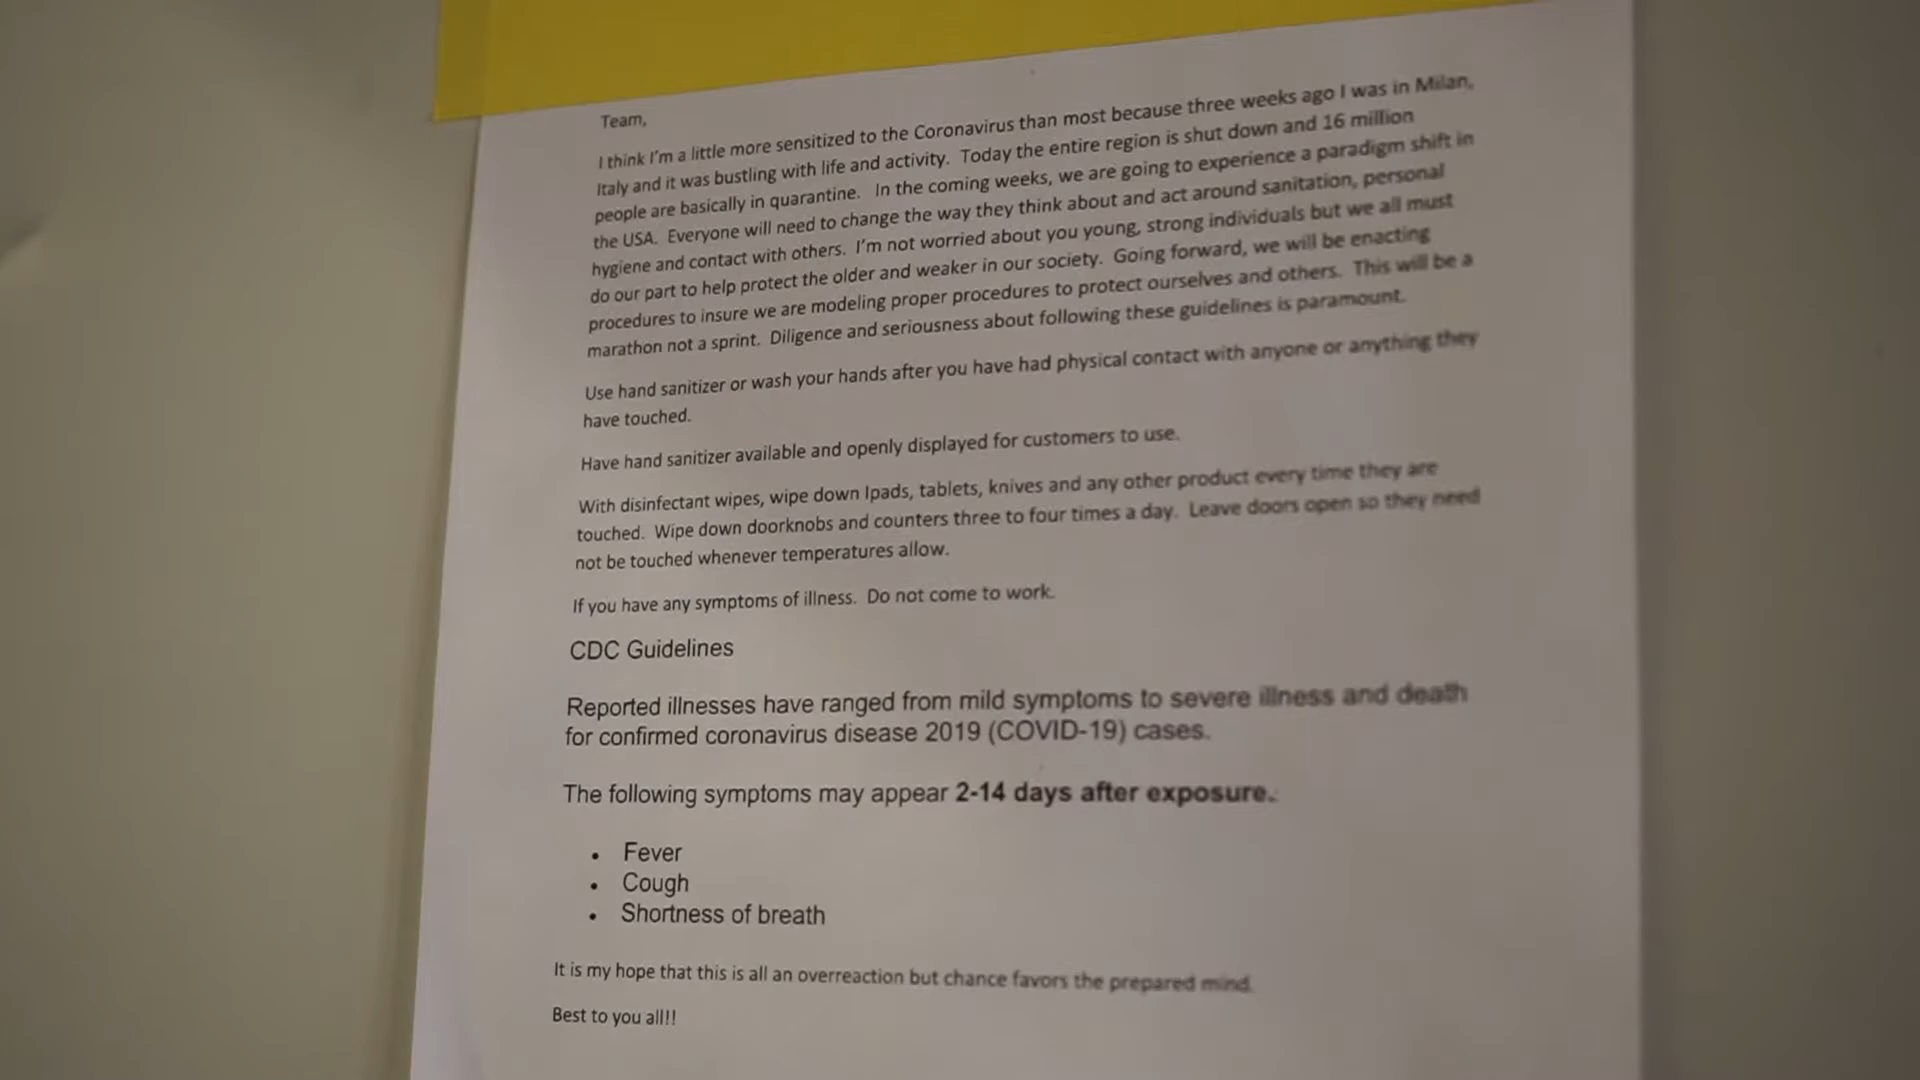 Team,
I think I'm a little more sensitized to the Coronavirus than most because three weeks ago I was in Milan,
Italy and it was bustling with life and activity. Today the entire region is shut down and 16 million
people are basically in quarantine. In the coming weeks, we are going to experience a paradigm shift in
the USA. Everyone will need to change the way they think about and act around sanitation, personal
hygiene and contact with others. I'm not worried about you young, strong individuals but we all must
do our part to help protect the older and weaker in our society. Going forward, we will be enacting
procedures to insure we are modeling proper procedures to protect ourselves and others. This will be a
marathon not a sprint. Diligence and seriousness about following these guidelines is paramount.
Use hand sanitizer or wash your hands after you have had physical contact with anyone or anything they
have touched.
Have hand sanitizer available and openly displayed for customers to use.
With disinfectant wipes, wipe down Ipads, tablets, knives and any other product every time they are
touched. Wipe down doorknobs and counters three to four times a day. Leave doors open so they need
not be touched whenever temperatures allow.
If you have any symptoms of illness. Do not come to work.
CDC Guidelines
Reported illnesses have ranged from mild symptoms to severe illness and death
for confirmed coronavirus disease 2019 (COVID-19) cases.
The following symptoms may appear 2-14 days after exposure.
• Fever
• Cough
• Shortness of breath
It is my hope that this is all an overreaction but chance favors the prepared mind.
Best to you all!!